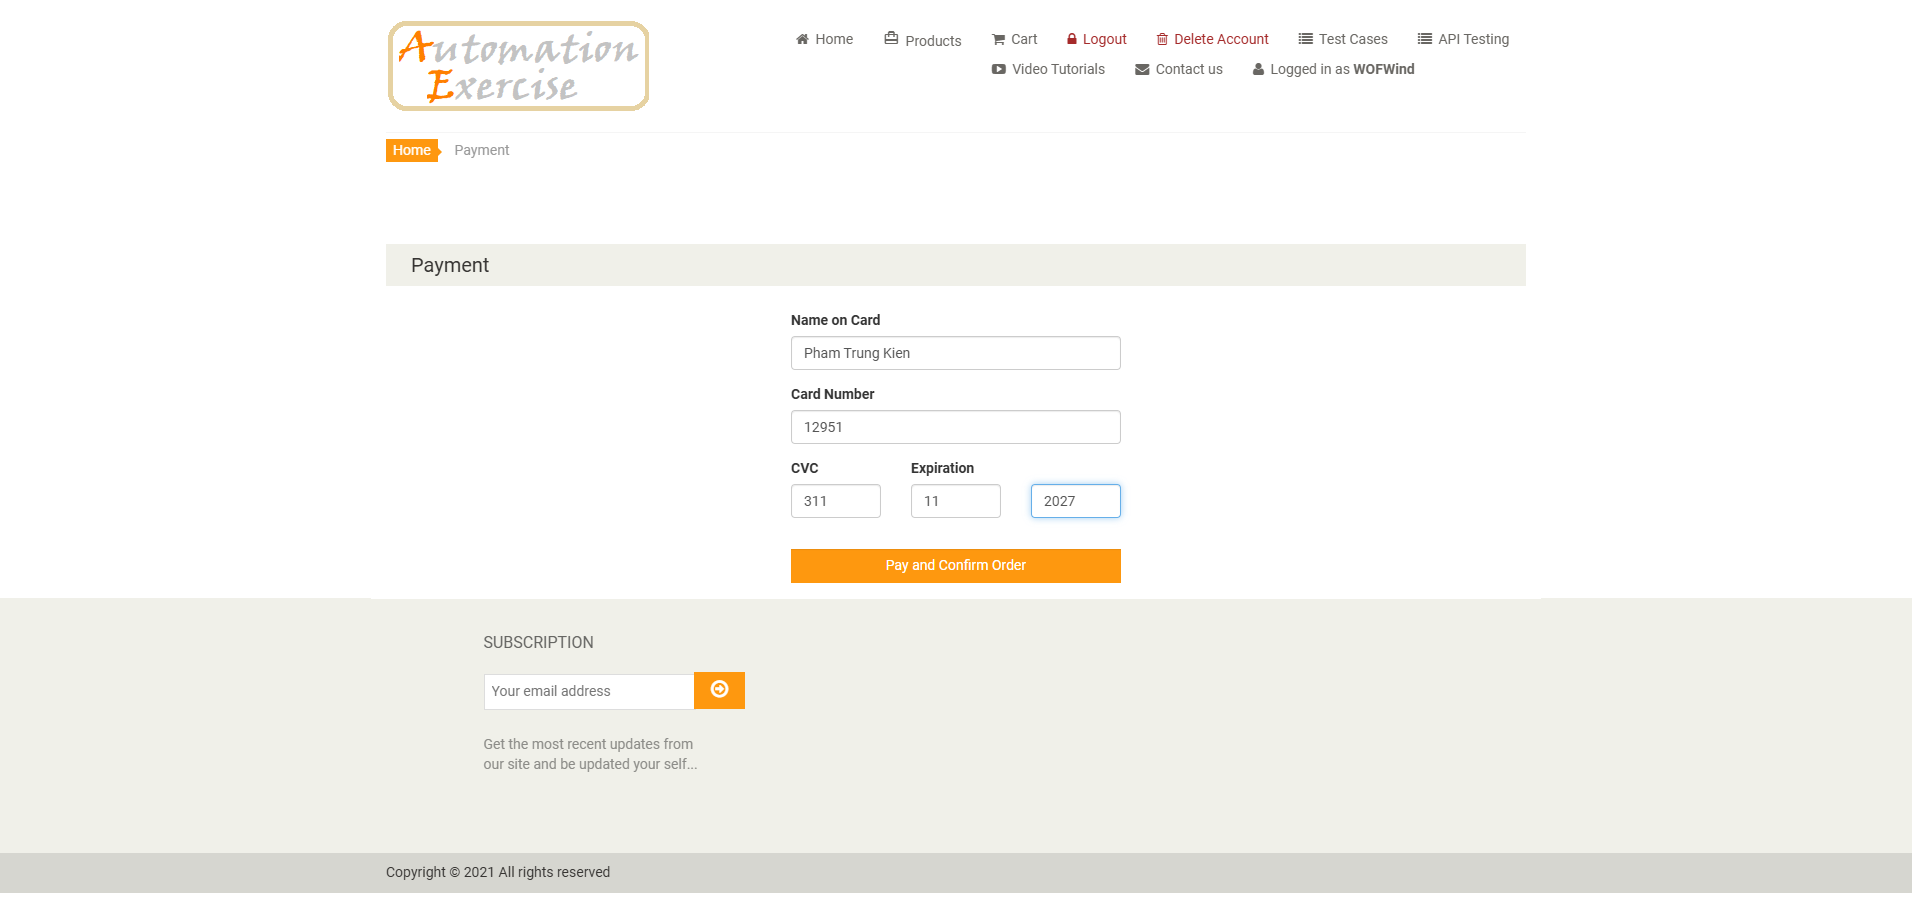 Automation
Exercise
Home Products Cart Logout Delete Account Test Cases API Testing
Video Tutorials Contact us Logged in as WOFWind
Home Payment
Payment
Name on Card
Pham Trung Kien
Card Number
12951
CVC Expiration
311 11 2027
Pay and Confirm Order
SUBSCRIPTION
Your email address
Get the most recent updates from
our site and be updated your self...
Copyright © 2021 All rights reserved